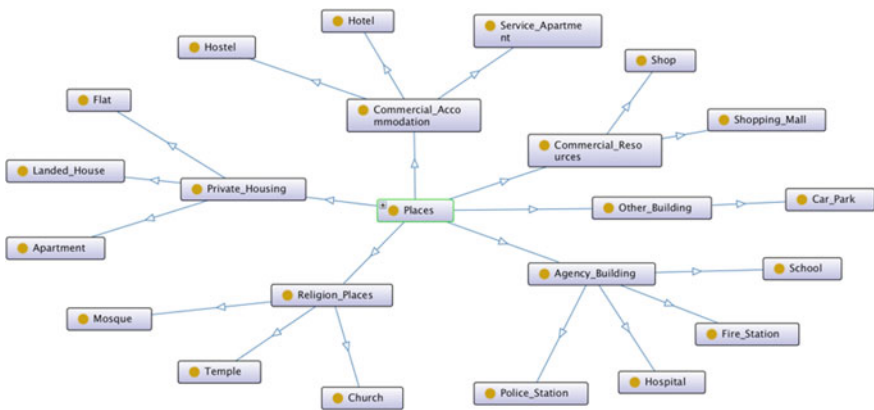 Hotel
Service_Apartme
nt
Hostel
Shop
Flat
Commercial_Acco
mmodation
Shopping_Mall
Commercial_Reso
urces
Landed_House
Private_Housing
Places
Other_Building
Car_Park
Apartment
Agency_Building
School
Religion_Places
Mosque
Fire_Station
Temple
Hospital
Police_Station
Church